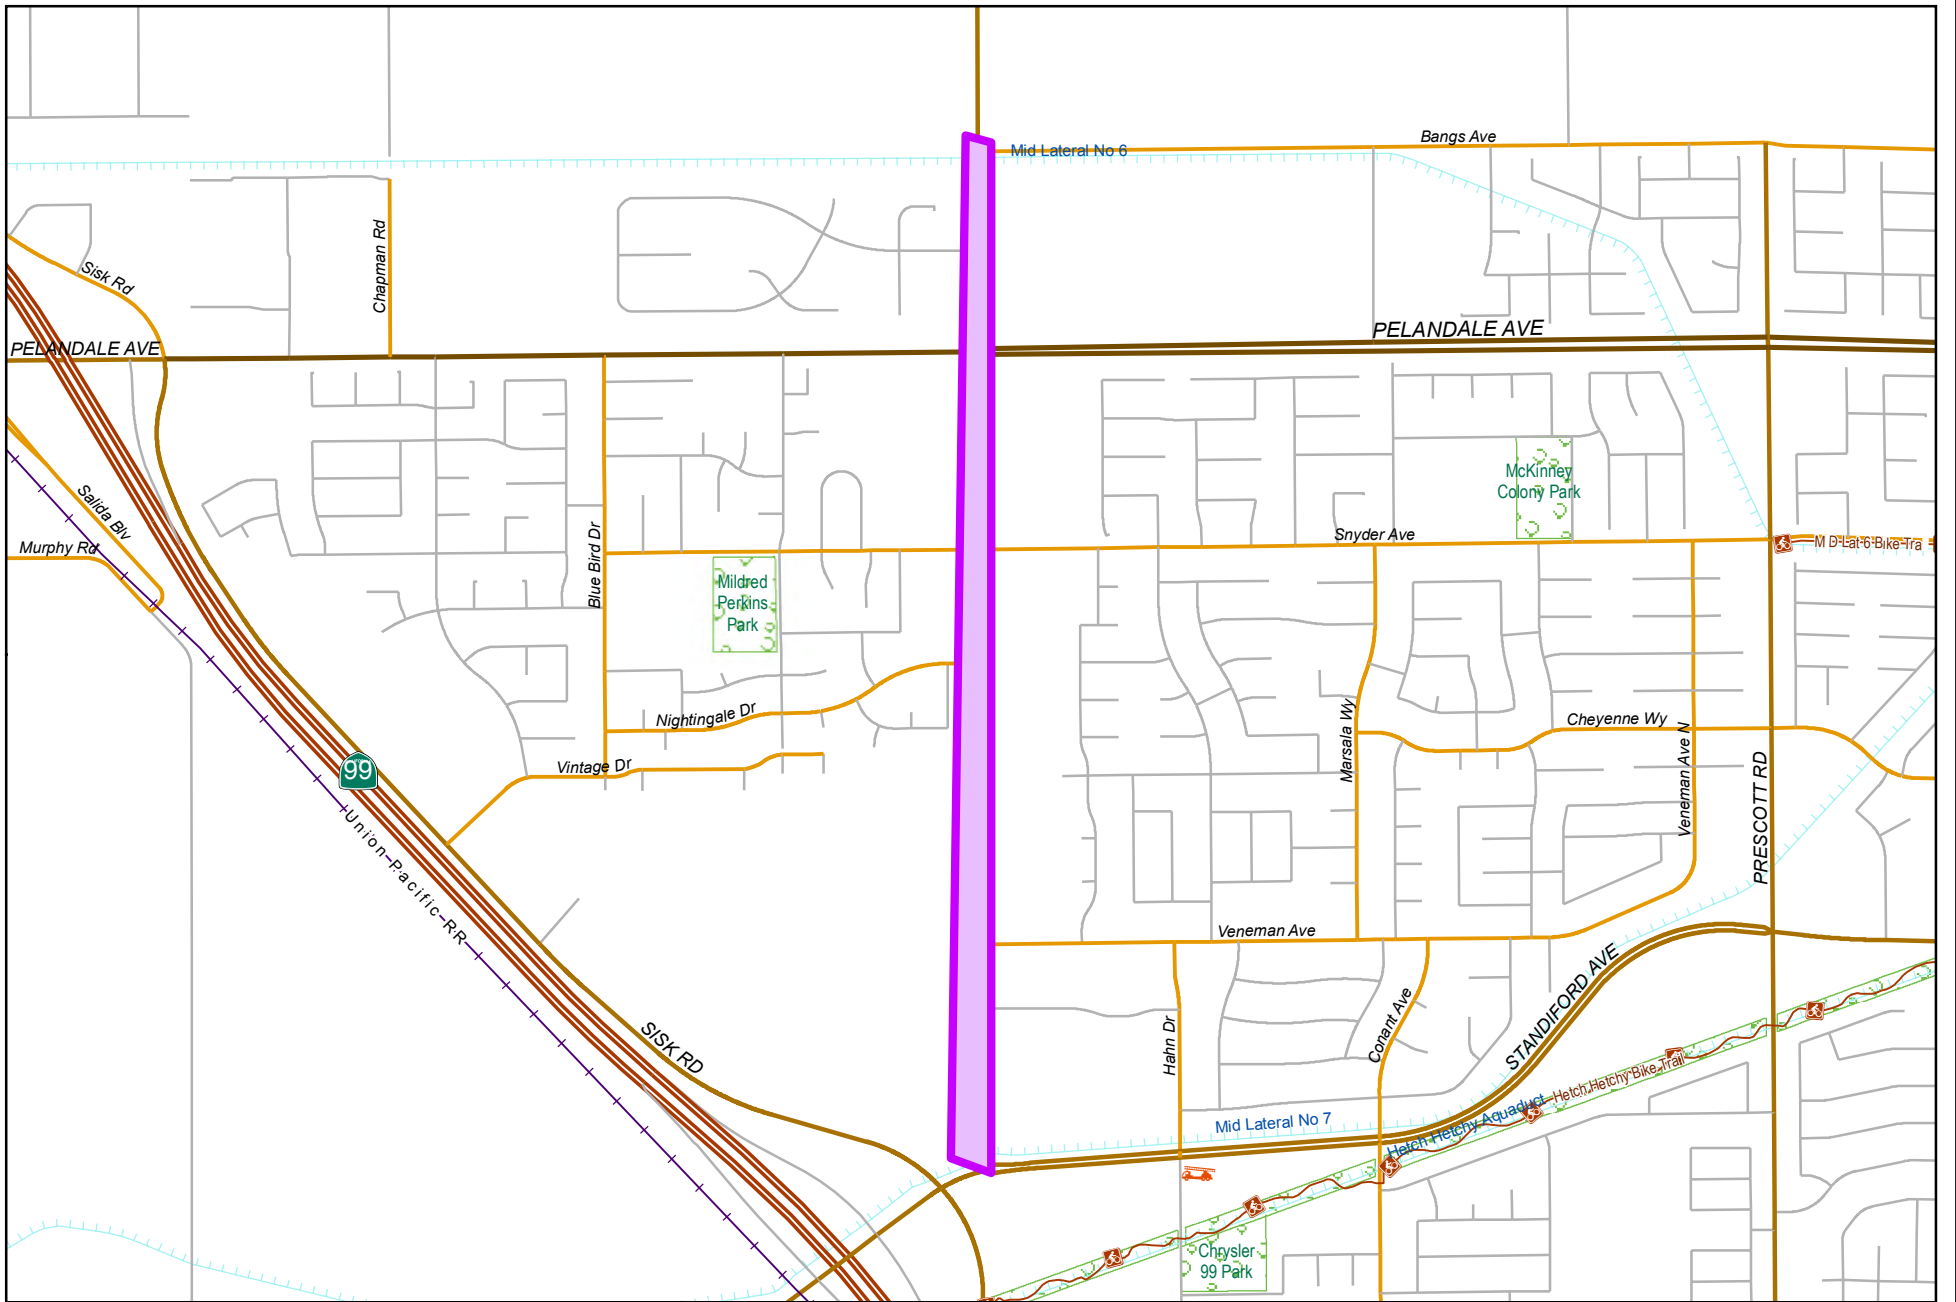 Mid Lateral No 6
Bangs Ave
Chapman Rd
Sisk Rd
PELANDALE AVE
PELANDALE AVE
McKinney
Colony Park
Salida Blv
Murphy Rd
Blue Bird Dr
Snyder Ave
M D Lat 6 Bike Tra
Mildred
Perkins
Park
Nightingale Dr
Vintage Dr
Marsala Wy
Cheyenne Wy
Veneman Ave N
PRESCOTT RD
99
Union Pacific RR
Veneman Ave
SISK RD
Hahn Dr
Conant Ave
STANDIFORD AVE
Mid Lateral No 7
Hetch Hetchy Aquaduct
Hetch Hetchy Bike Trail
Chrysler
99 Park